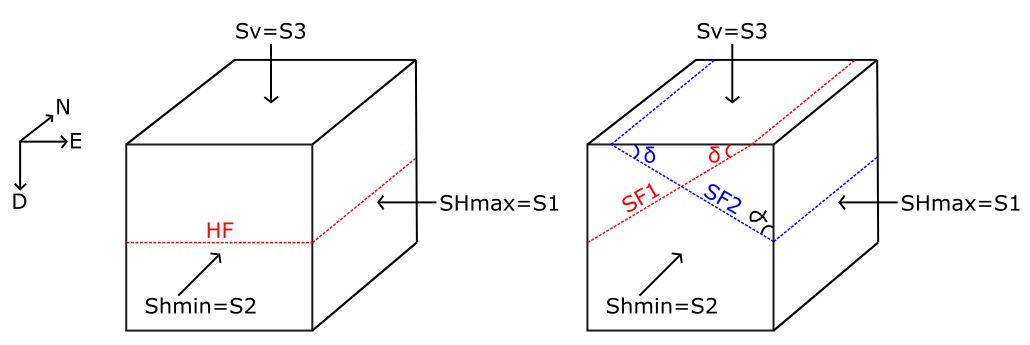 Sv=S3
Sv=S3
N
E
D
δ
δ
SF1
SF2
α
HF
SHmax=S1
SHmax=S1
Shmin=S2
Shmin=S2